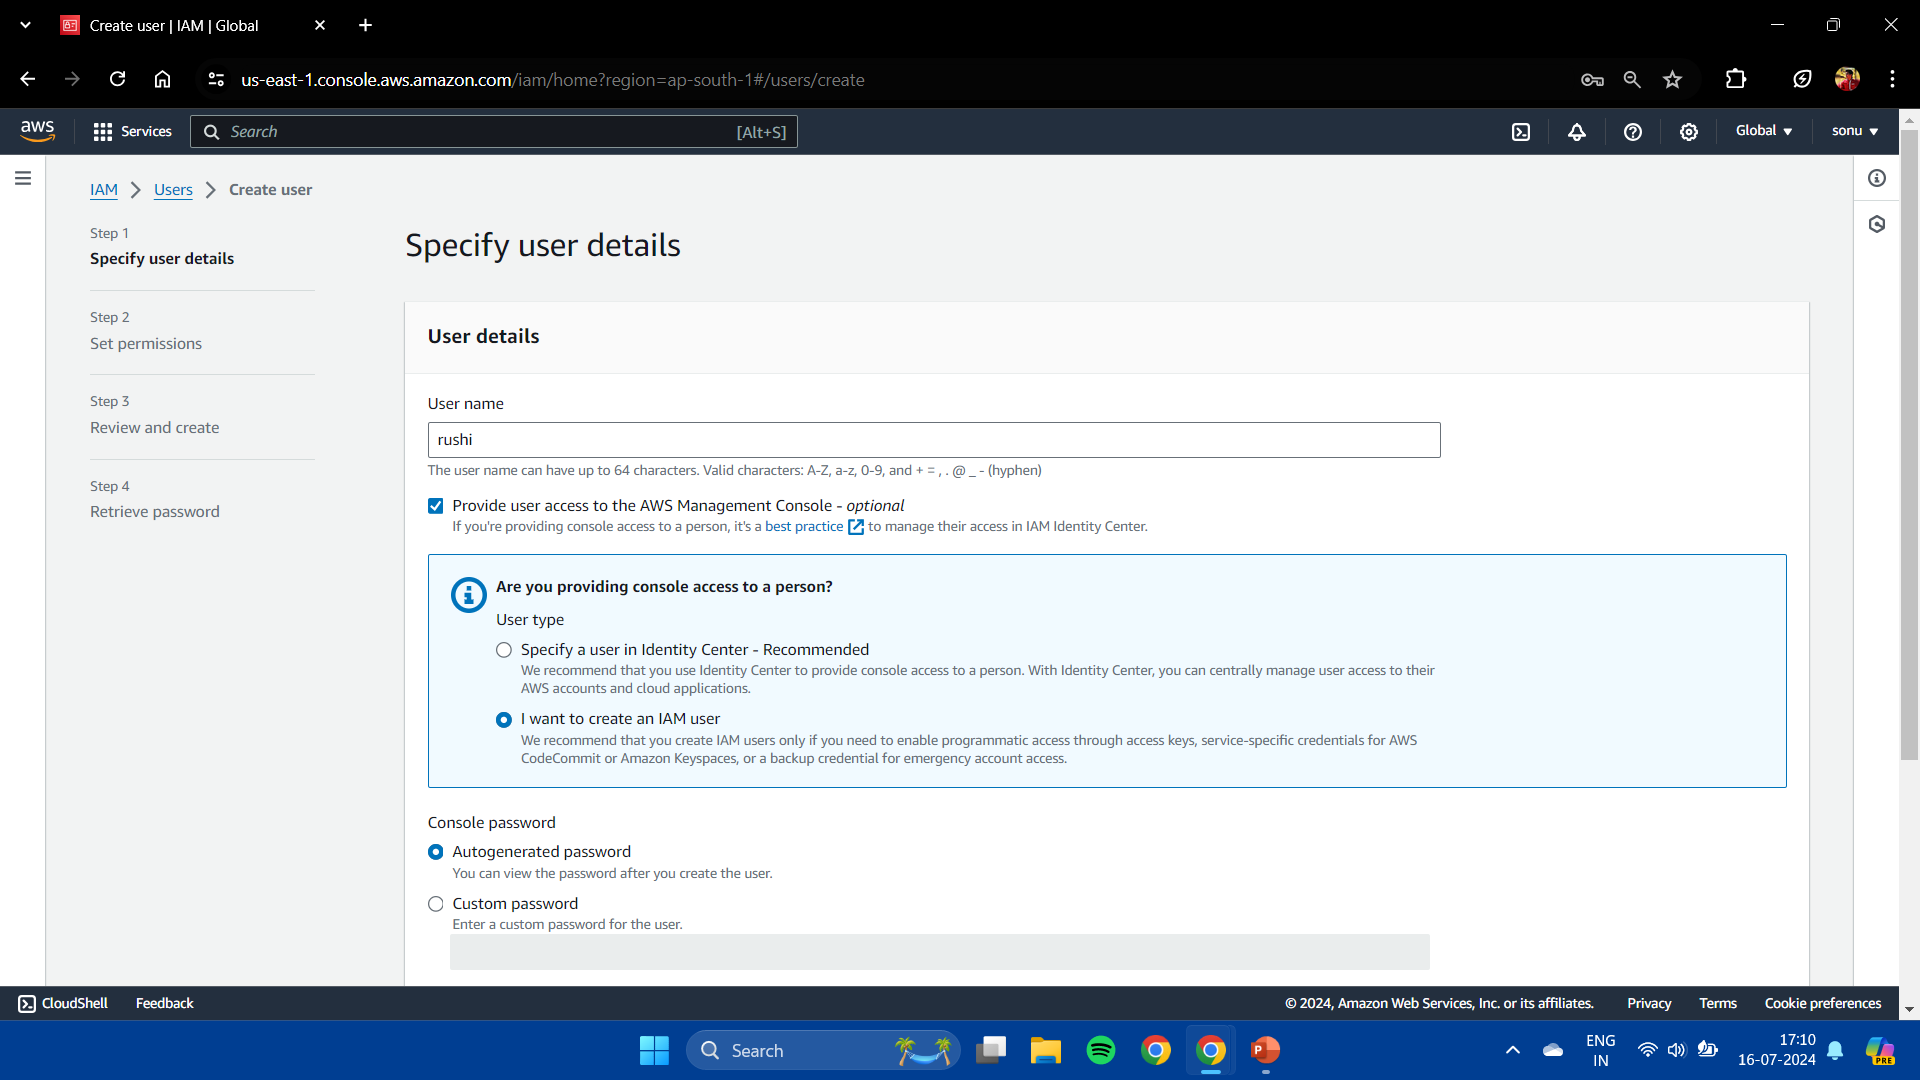 Create user | IAM | Global
us-east-1.console.aws.amazon.com/iam/home?region=ap-south-1#/users/create
aws
Services
Search
[Alt+S]
Global
sonu
IAM
Users
Create user
Step 1
Specify user details
Step 2
Set permissions
Step 3
Review and create
Step 4
Retrieve password
Specify user details
User details
User name
rushi
The user name can have up to 64 characters. Valid characters: A-Z, a-z, 0-9, and + = , . @ _ - (hyphen)
Provide user access to the AWS Management Console - optional
If you're providing console access to a person, it's a best practice to manage their access in IAM Identity Center.
Are you providing console access to a person?
User type
Specify a user in Identity Center - Recommended
We recommend that you use Identity Center to provide console access to a person. With Identity Center, you can centrally manage user access to their
AWS accounts and cloud applications.
I want to create an IAM user
We recommend that you create IAM users only if you need to enable programmatic access through access keys, service-specific credentials for AWS
CodeCommit or Amazon Keyspaces, or a backup credential for emergency account access.
Console password
Autogenerated password
You can view the password after you create the user.
Custom password
Enter a custom password for the user.
CloudShell
Feedback
© 2024, Amazon Web Services, Inc. or its affiliates.
Privacy
Terms
Cookie preferences
Search
ENG
IN
17:10
16-07-2024
PRE